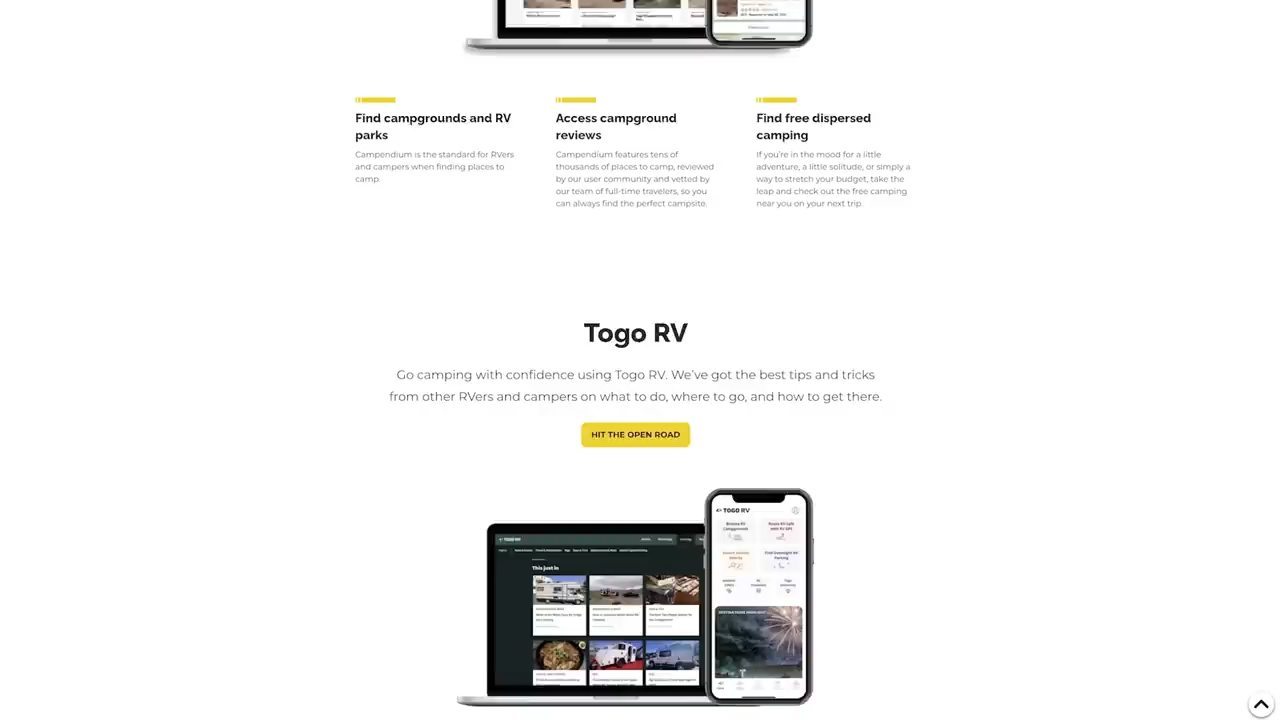 Find campgrounds and RV
parks
Campendium is the standard for RVers
and campers when finding places to
camp.
Access campground
reviews
Campendium features tens of
thousands of places to camp, reviewed
by our user community and vetted by
our team of full-time travelers, so you
can always find the perfect campsite.
Find free dispersed
camping
If you're in the mood for a little
adventure, a little solitude, or simply a
way to stretch your budget, take the
leap and check out the free camping
near you on your next trip.
Togo RV
Go camping with confidence using Togo RV. We've got the best tips and tricks
from other RVers and campers on what to do, where to go, and how to get there.
HIT THE OPEN ROAD
TOGO RV
This just in
TOGO RV
Browse RV
Campgrounds